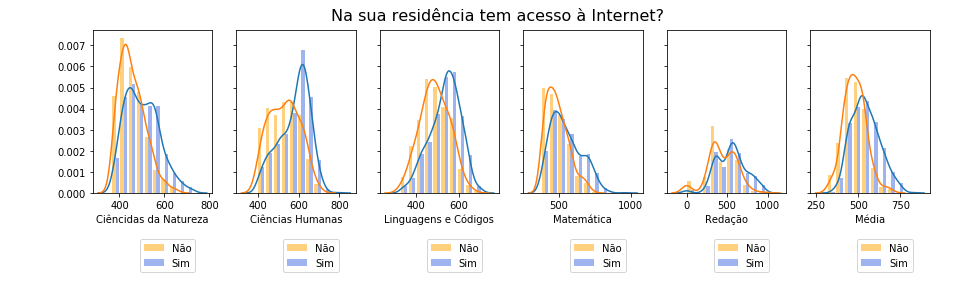 Na sua residência tem acesso à Internet?
0.007
0.006
0.005
0.004
0.003
0.002
0.001
0.000
400 600 800
400 600 800
400 600
500 1000
0 500 1000
250 500 750
Ciêncidas da Natureza
Ciências Humanas
Linguagens e Códigos
Matemática
Redação
Média
Não
Sim
Não
Sim
Não
Sim
Não
Sim
Não
Sim
Não
Sim